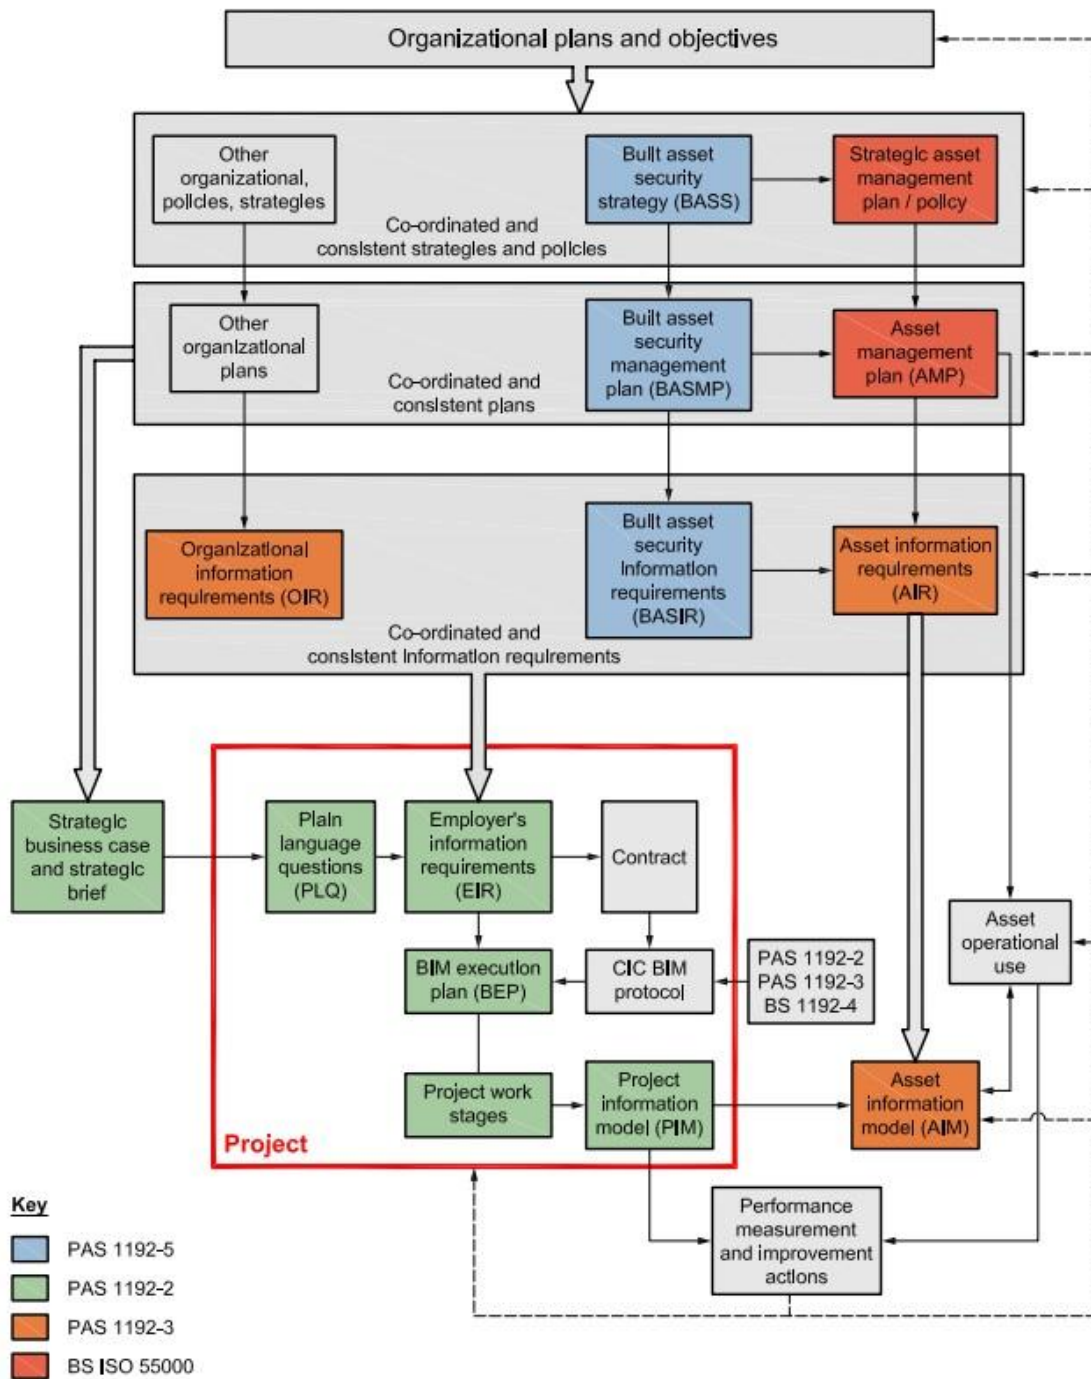 Organizational plans and objectives
Other
organizational,
policies, strategies
Built asset
security
strategy (BASS)
Strategic asset
management
plan / policy
Co-ordinated and
consistent strategies and policies
Other
organizational
plans
Built asset
security
management
plan (BASMP)
Asset
management
plan (AMP)
Co-ordinated and
consistent plans
Organizational
information
requirements (OIR)
Built asset
security
Information
requirements
(BASIR)
Asset information
requirements
(AIR)
Co-ordinated and
consistent Information requirements
Strategic
business case
and strategic
brief
Plain
language
questions
(PLQ)
Employer's
information
requirements
(EIR)
Contract
Asset
operational
use
BIM execution
plan (BEP)
CIC BIM
protocol
PAS 1192-2
PAS 1192-3
BS 1192-4
Project work
stages
Project
information
model (PIM)
Asset
information
model (AIM)
Project
Performance
measurement
and improvement
actions
Key
PAS 1192-5
PAS 1192-2
PAS 1192-3
BS ISO 55000